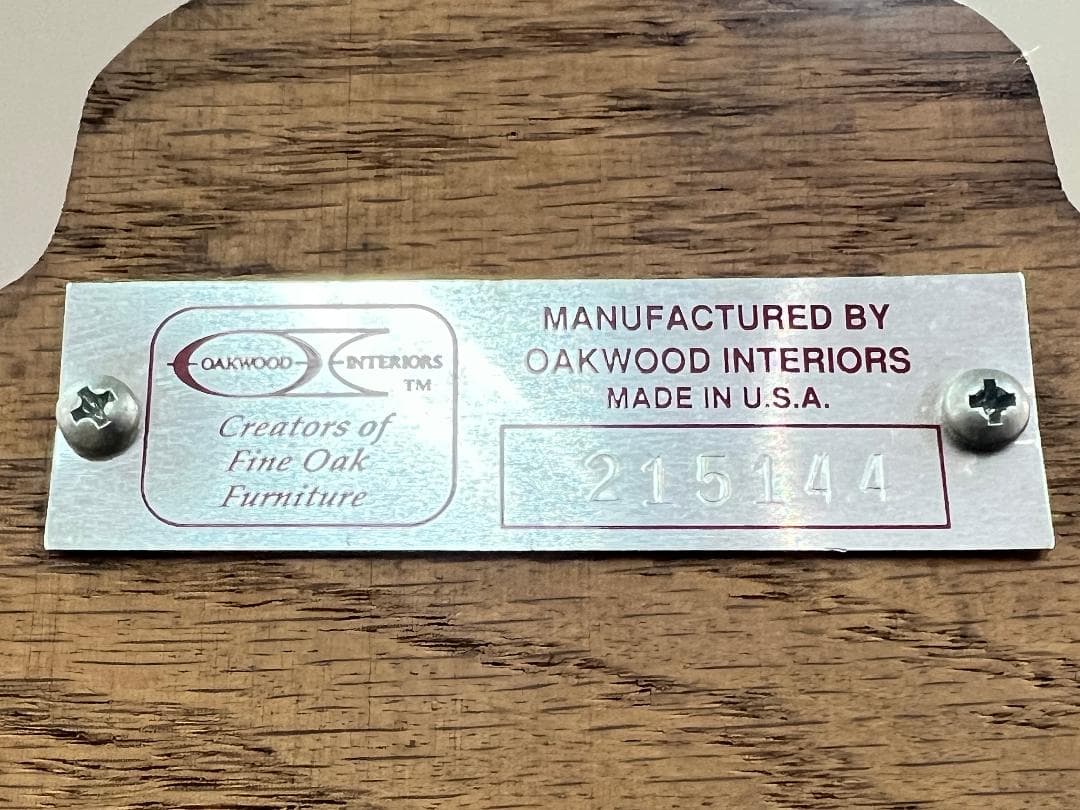 OAKWOOD INTERIORS
TM
Creators of
Fine Oak
Furniture
MANUFACTURED BY
OAKWOOD INTERIORS
MADE IN U.S.A.
215144